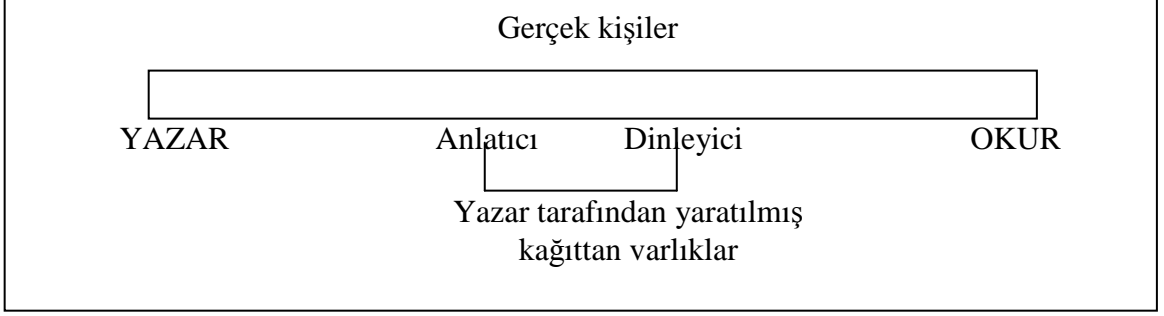 Gerçek kişiler
YAZAR Anlatıcı Dinleyici OKUR
Yazar tarafından yaratılmış
kağıttan varlıklar